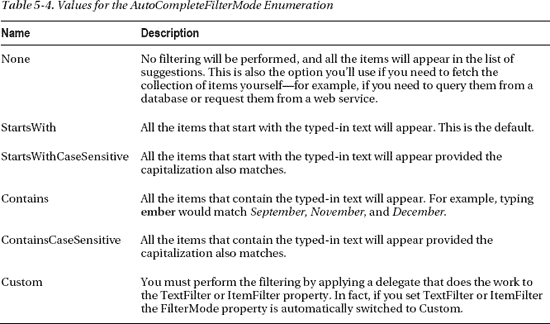 Table 5-4. Values for the AutoCompleteFilterMode Enumeration
Name Description
None No filtering will be performed, and all the items will appear in the list of
suggestions. This is also the option you'll use if you need to fetch the
collection of items yourself—for example, if you need to query them from a
database or request them from a web service.
StartsWith All the items that start with the typed-in text will appear. This is the default.
StartsWithCaseSensitive All the items that start with the typed-in text will appear provided the
capitalization also matches.
Contains All the items that contain the typed-in text will appear. For example, typing
ember would match September, November, and December.
ContainsCaseSensitive All the items that contain the typed-in text will appear provided the
capitalization also matches.
Custom You must perform the filtering by applying a delegate that does the work to
the TextFilter or ItemFilter property. In fact, if you set TextFilter or ItemFilter
the FilterMode property is automatically switched to Custom.